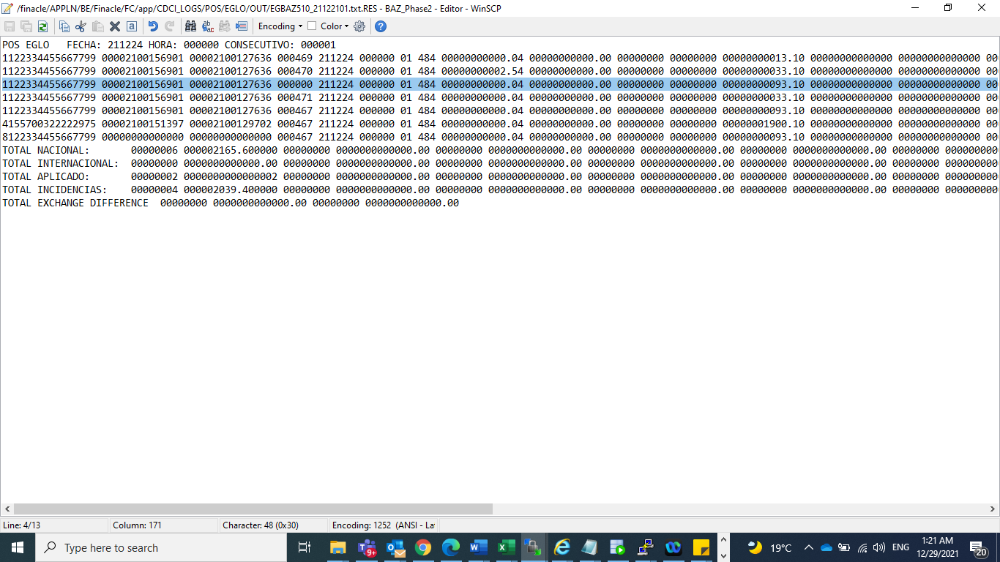 /finacle/APPLN/BE/Finacle/FC/app/CDCI_LOGS/POS/EGLO/OUT/EGBAZ510_21122101.txt.RES - BAZ_Phase2 - Editor - WinSCP
Encoding Color
POS EGLO FECHA: 211224 HORA: 000000 CONSECUTIVO: 000001
1122334455667799 00002100156901 00002100127636 000469 211224 000000 01 484 00000000000.04 00000000000.00 00000000 00000000 00000000013.10 00000000000000 00000000000000 00
1122334455667799 00002100156901 00002100127636 000470 211224 000000 01 484 00000000002.54 00000000000.00 00000000 00000000 00000000033.10 00000000000000 00000000000000 00
1122334455667799 00002100156901 00002100127636 000000 211224 000000 01 484 00000000000.04 00000000000.00 00000000 00000000 00000000093.10 00000000000000 00000000000000 00
1122334455667799 00002100156901 00002100127636 000471 211224 000000 01 484 00000000000.04 00000000000.00 00000000 00000000 00000000033.10 00000000000000 00000000000000 00
1122334455667799 00002100156901 00002100127636 000467 211224 000000 01 484 00000000000.04 00000000000.00 00000000 00000000 00000000093.10 00000000000000 00000000000000 00
4155700322222975 00002100151397 00002100129702 000467 211224 000000 01 484 00000000000.04 00000000000.00 00000000 00000000 00000001900.10 00000000000000 00000000000000 00
8122334455667799 00000000000000 00000000000000 000467 211224 000000 01 484 00000000000.04 00000000000.00 00000000 00000000 00000000093.10 00000000000000 00000000000000 00
TOTAL NACIONAL: 00000006 000002165.600000 00000000 0000000000000.00 00000000 0000000000000.00 00000000 0000000000000.00 00000000 0000000000000.00 00000000 000000000
TOTAL INTERNACIONAL: 00000000 0000000000000.00 00000000 0000000000000.00 00000000 0000000000000.00 00000000 0000000000000.00 00000000 0000000000000.00 00000000 000000000
TOTAL APLICADO: 00000002 0000000000000002 00000000 0000000000000.00 00000000 0000000000000.00 00000000 0000000000000.00 00000000 0000000000000.00 00000000 000000000
TOTAL INCIDENCIAS: 00000004 000002039.400000 00000000 0000000000000.00 00000000 0000000000000.00 00000000 0000000000000.00 00000000 0000000000000.00 00000000 000000000
TOTAL EXCHANGE DIFFERENCE 00000000 0000000000000.00 00000000 0000000000000.00
Line: 4/13 Column: 171 Character: 48 (0x30) Encoding: 1252 (ANSI - La
Type here to search 9+ 19°C ENG 1:21 AM
12/29/2021 20